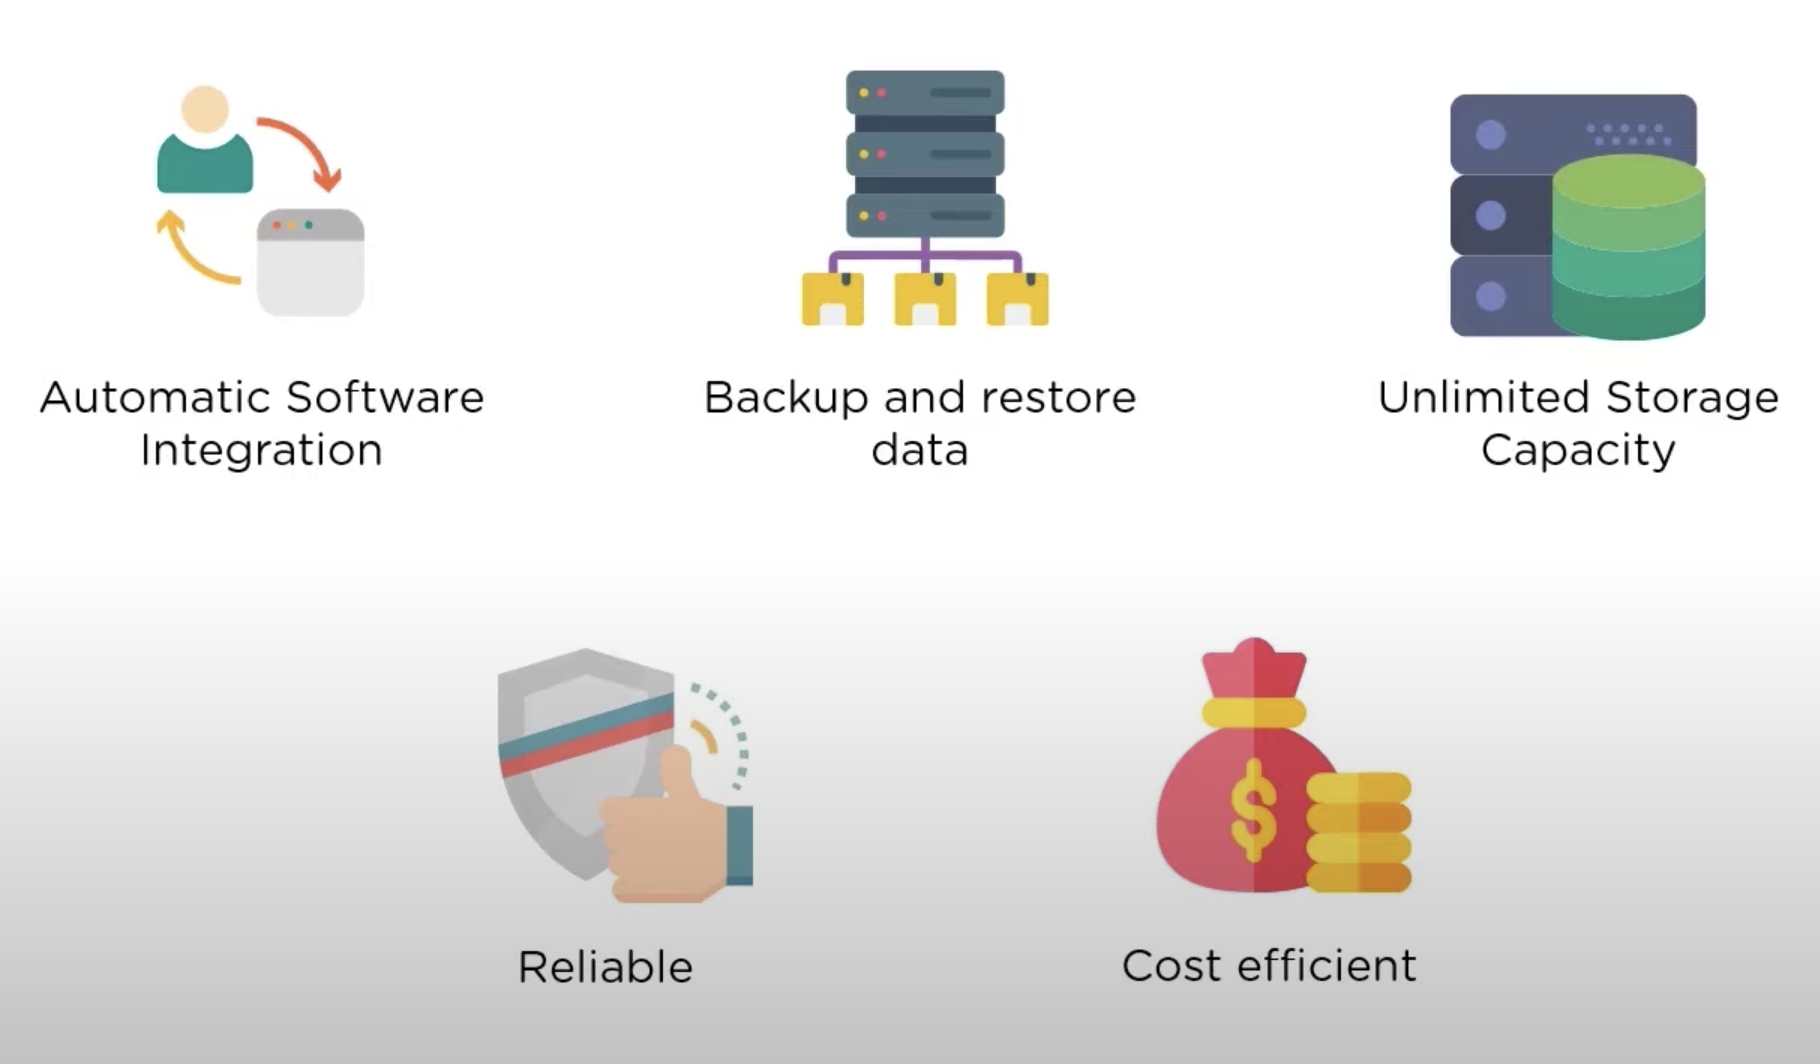 Automatic Software
Integration
Backup and restore
data
Unlimited Storage
Capacity
Reliable
Cost efficient